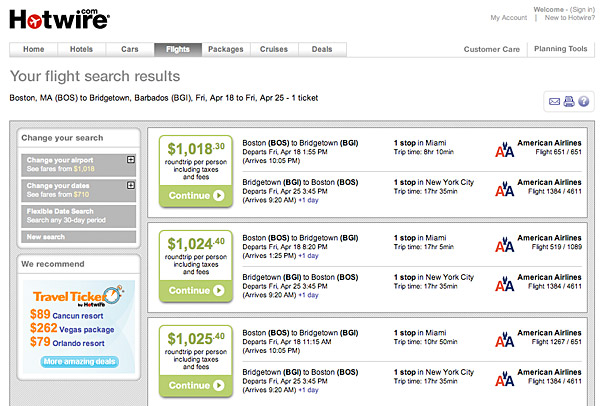 Hotwire.com®
Welcome - (Sign in)
My Account | New to Hotwire?
Home Hotels Cars Flights Packages Cruises Deals Customer Care Planning Tools
Your flight search results
Boston, MA (BOS) to Bridgetown, Barbados (BGI), Fri, Apr 18 to Fri, Apr 25 - 1 ticket
Change your search
Change your airport
See fares from $1,018
Change your dates
See fares from $710
Flexible Date Search
Search any 30-day period
New search
We recommend
Travel Ticker
by Hotwire
$89 Cancun resort
$262 Vegas package
$79 Orlando resort
More amazing deals
$1,018.30
roundtrip per person
including taxes
and fees
Continue
Boston (BOS) to Bridgetown (BGI)
Departs Fri, Apr 18 1:55 PM
(Arrives 10:05 PM)
1 stop in Miami
Trip time: 8hr 10min
AA
American Airlines
Flight 651 / 651
Bridgetown (BGI) to Boston (BOS)
Departs Fri, Apr 25 3:45 PM
(Arrives 9:20 AM) +1 day
1 stop in New York City
Trip time: 17hr 35min
AA
American Airlines
Flight 1384 / 4611
$1,024.40
roundtrip per person
including taxes
and fees
Continue
Boston (BOS) to Bridgetown (BGI)
Departs Fri, Apr 18 8:20 PM
(Arrives 1:25 PM) +1 day
1 stop in Miami
Trip time: 17hr 5min
AA
American Airlines
Flight 519 / 1089
Bridgetown (BGI) to Boston (BOS)
Departs Fri, Apr 25 3:45 PM
(Arrives 9:20 AM) +1 day
1 stop in New York City
Trip time: 17hr 35min
AA
American Airlines
Flight 1384 / 4611
$1,025.40
roundtrip per person
including taxes
and fees
Continue
Boston (BOS) to Bridgetown (BGI)
Departs Fri, Apr 18 11:15 AM
(Arrives 10:05 PM)
1 stop in Miami
Trip time: 10hr 50min
AA
American Airlines
Flight 1267 / 651
Bridgetown (BGI) to Boston (BOS)
Departs Fri, Apr 25 3:45 PM
(Arrives 9:20 AM) +1 day
1 stop in New York City
Trip time: 17hr 35min
AA
American Airlines
Flight 1384 / 4611